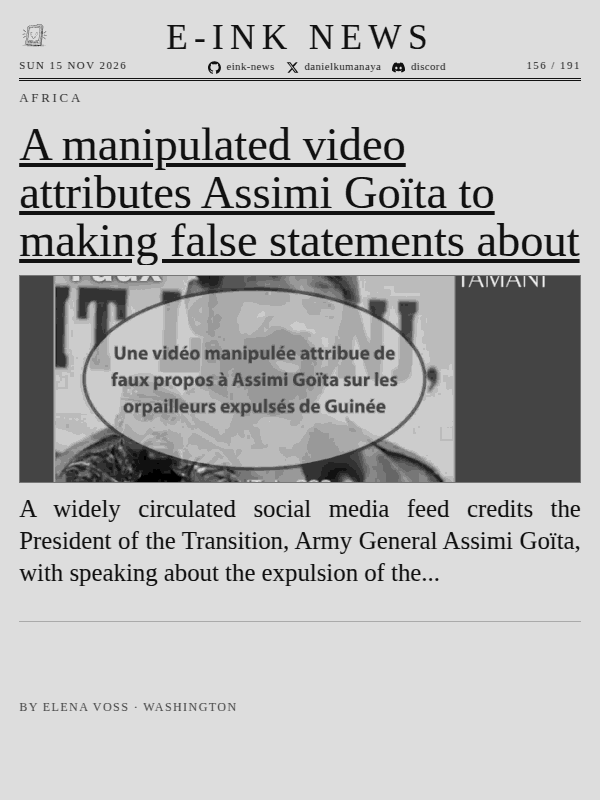 E-INK NEWS
SUN 15 NOV 2026
eink-news
danielkumanaya
discord
156 / 191
AFRICA
A manipulated video
attributes Assimi Goïta to
making false statements about
TAMANI
Une vidéo manipulée attribue de
faux propos à Assimi Goïta sur les
orpailleurs expulsés de Guinée
A widely circulated social media feed credits the
President of the Transition, Army General Assimi Goïta,
with speaking about the expulsion of the...
BY ELENA VOSS · WASHINGTON